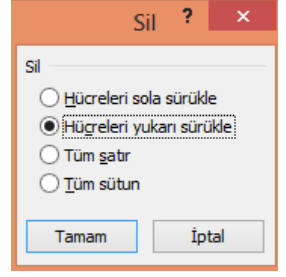 Sil ? ×
Sil
Hücreleri sola sürükle
Hücreleri yukarı sürükle
Tüm satır
Tüm sütun
Tamam İptal